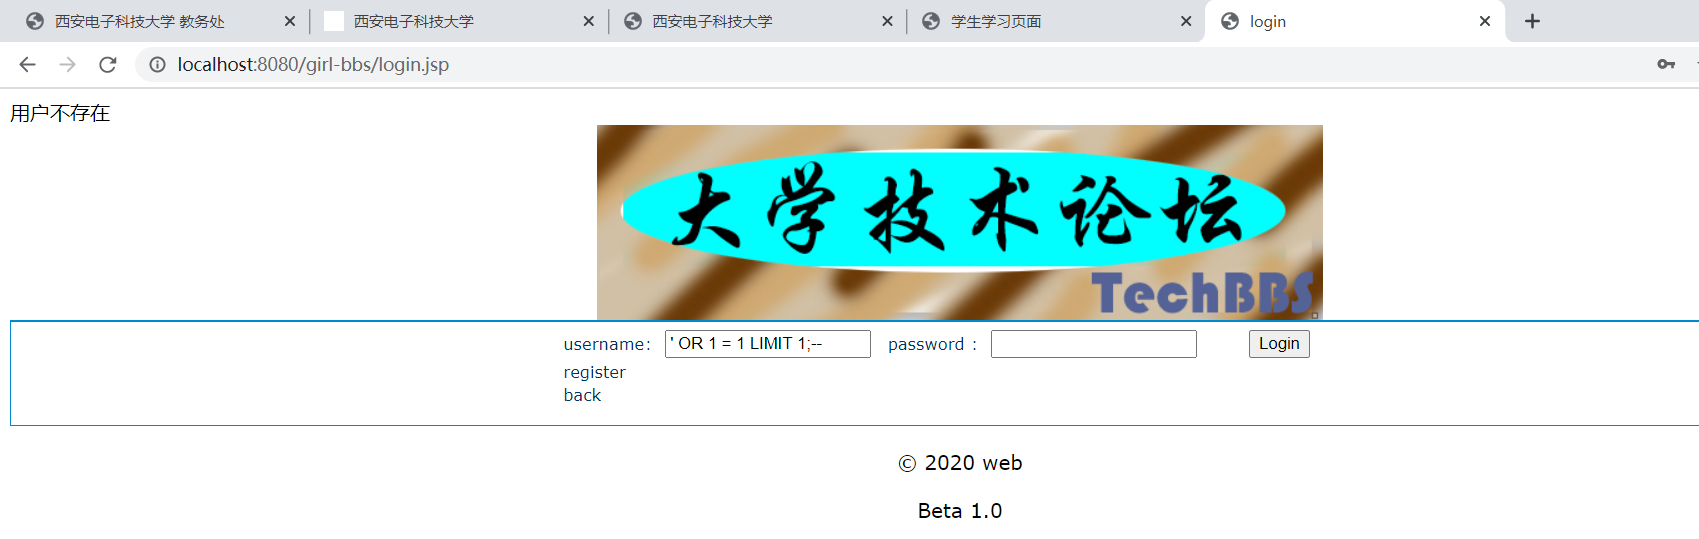 西安电子科技大学 教务处
西安电子科技大学
西安电子科技大学
学生学习页面
login
localhost:8080/girl-bbs/login.jsp
用户不存在
大学技术论坛
TechBBS
username: ' OR 1 = 1 LIMIT 1;-- password : Login
register
back
© 2020 web
Beta 1.0